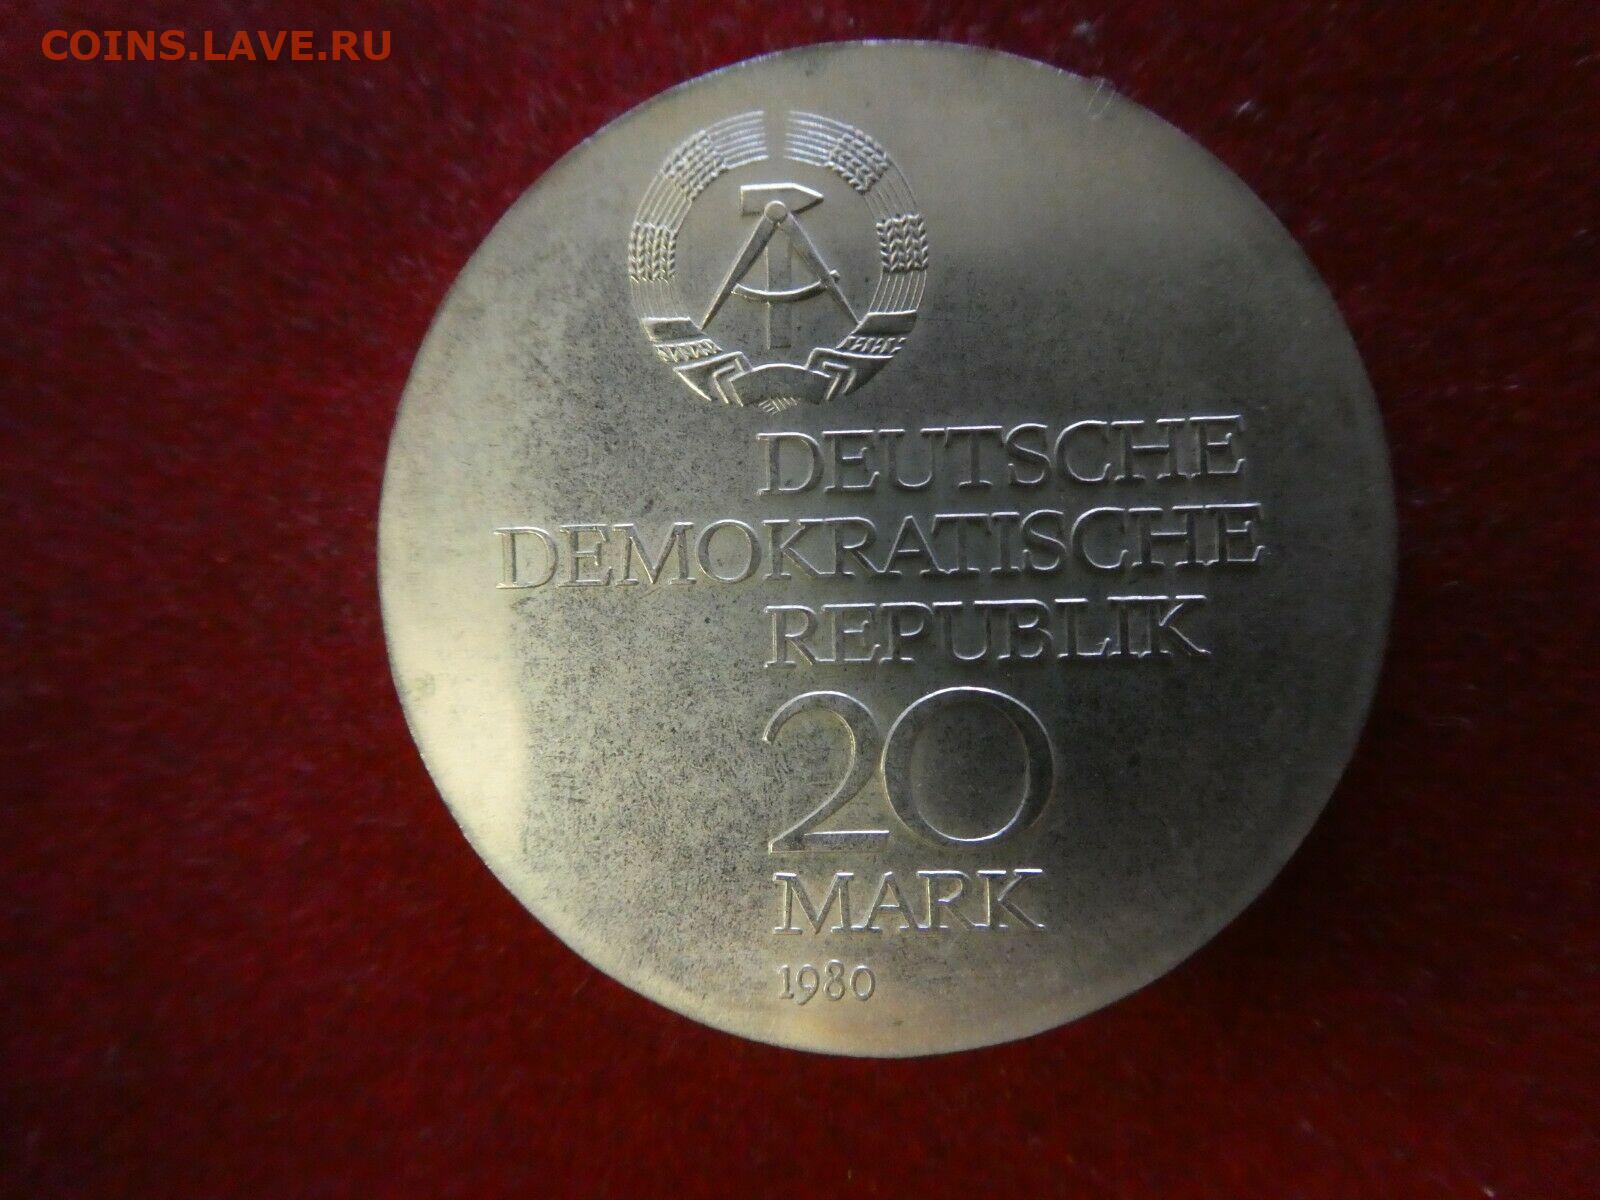 COINS.LAVE.RU
DEUTSCHE
DEMOKRATISCHE
REPUBLIK
20
MARK
1980